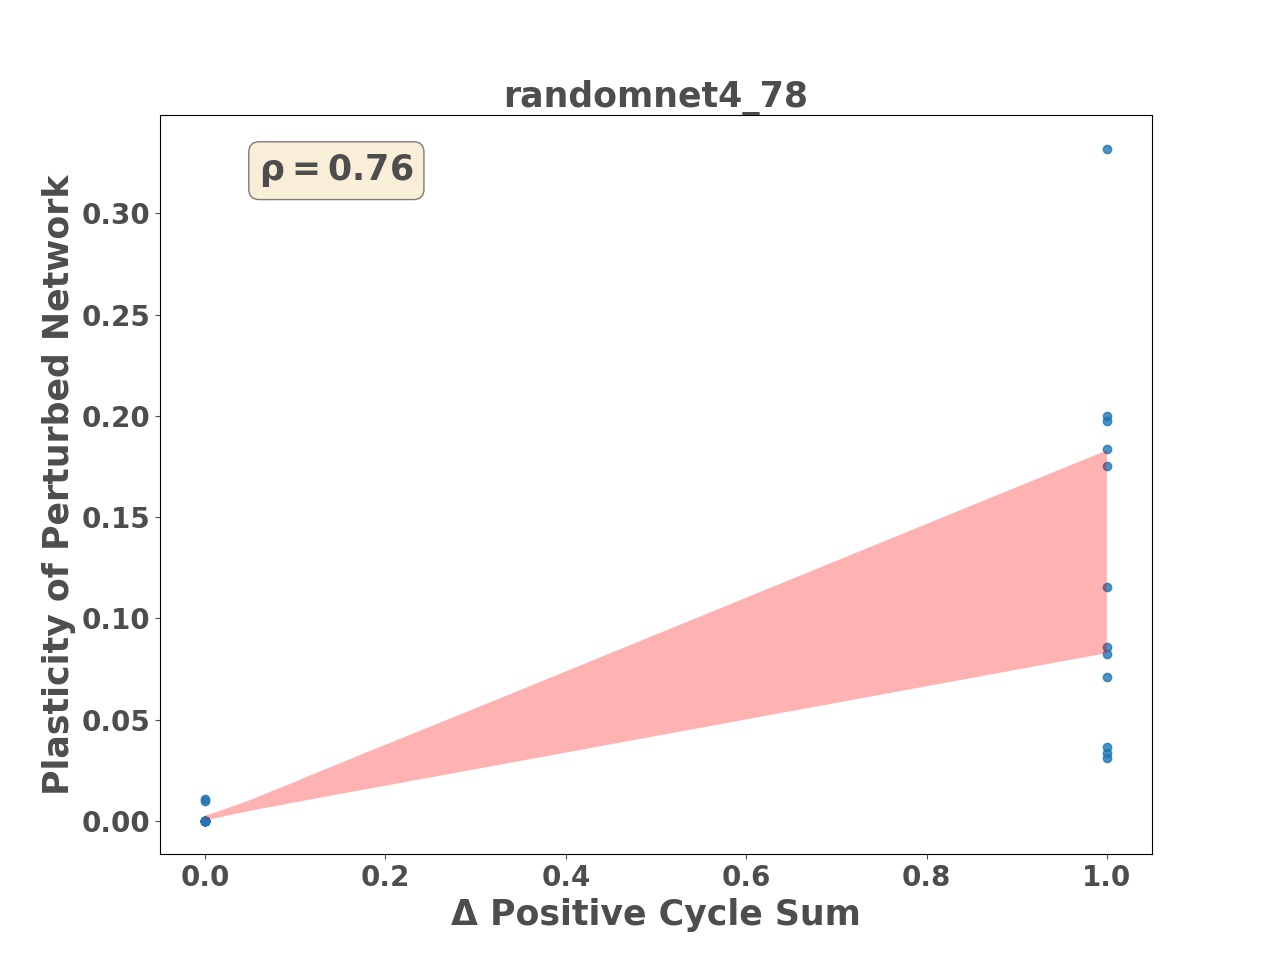 randomnet4_78
ρ = 0.76
Plasticity of Perturbed Network
0.30
0.25
0.20
0.15
0.10
0.05
0.00
0.0 0.2 0.4 0.6 0.8 1.0
Δ Positive Cycle Sum